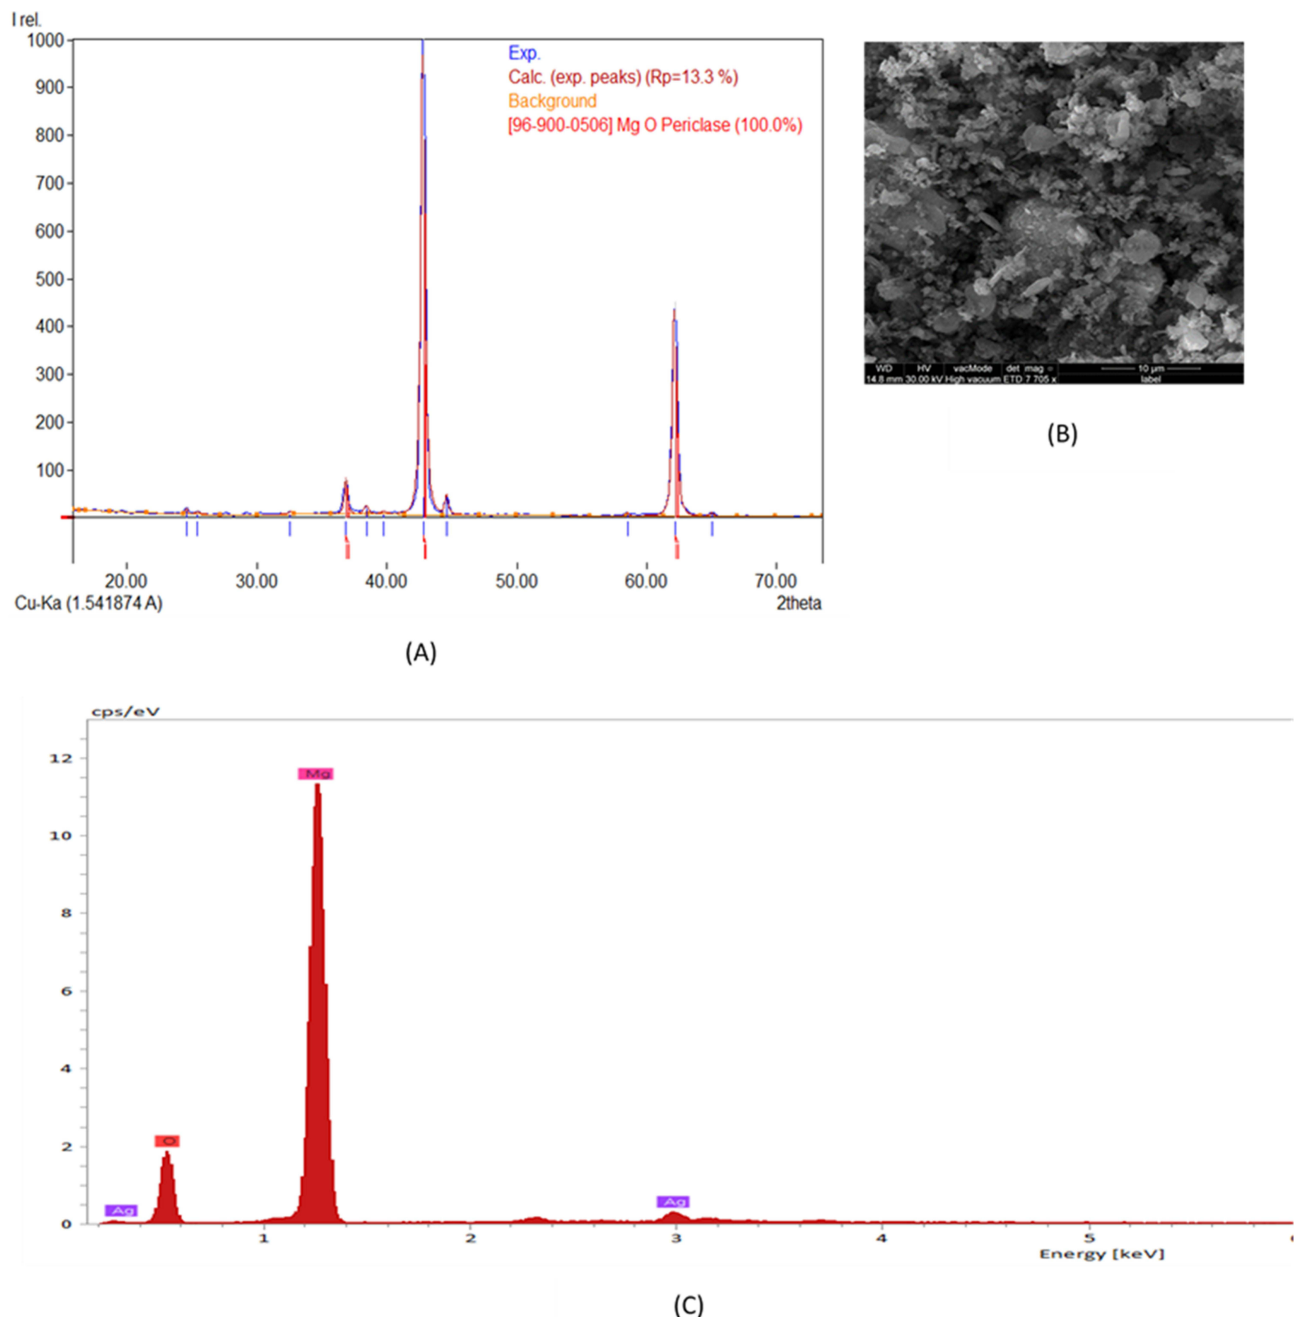 I rel.
1000
900
800
700
600
500
400
300
200
100
Exp.
Calc. (exp. peaks) (Rp=13.3 %)
Background
[96-900-0506] Mg O Periclase (100.0%)
20.00 30.00 40.00 50.00 60.00 70.00
Cu-Ka (1.541874 A) 2theta
(A)
WD HV vacMode det mag 10 µm
14.8 mm 30.00 kV High vacuum ETD 7 705 x label
(B)
cps/eV
12
10
8
6
4
2
0
Mg
O
Ag
Ag
1 2 3 4 5
Energy [keV]
(C)